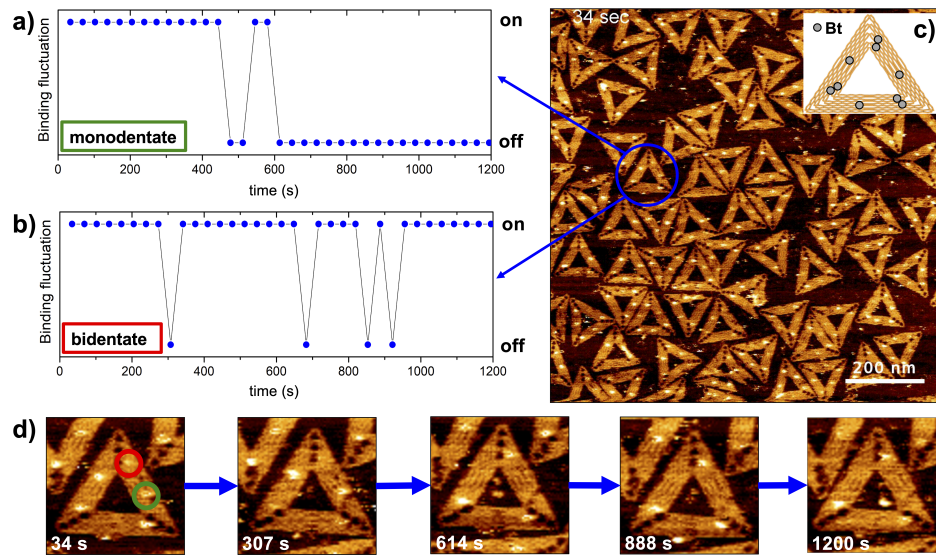 a)
on
Binding fluctuation
monodentate
off
0 200 400 600 800 1000 1200
time (s)
b)
on
Binding fluctuation
bidentate
off
0 200 400 600 800 1000 1200
time (s)
34 sec
c)
Bt
200 nm
d)
34 s
307 s
614 s
888 s
1200 s